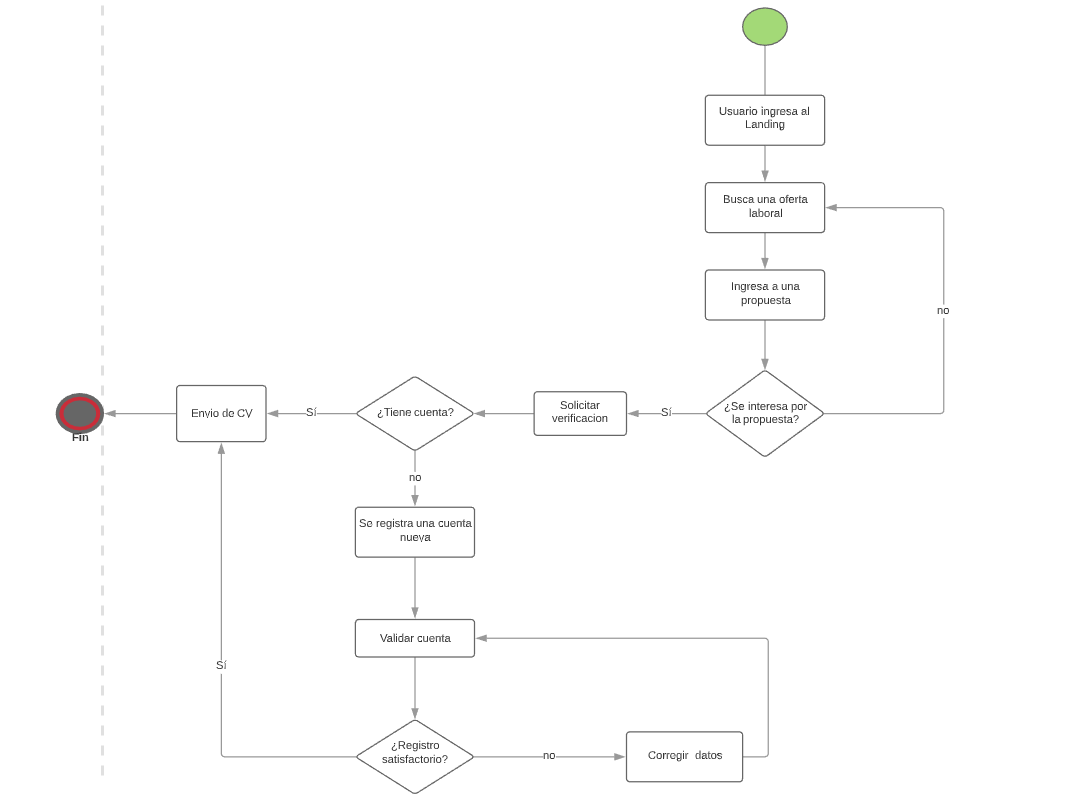 Usuario ingresa al
Landing
Busca una oferta
laboral
Ingresa a una
propuesta
no
¿Se interesa por
la propuesta?
Sí
Solicitar
verificacion
¿Tiene cuenta?
Sí
Envio de CV
Fin
no
Se registra una cuenta
nueva
Validar cuenta
Sí
¿Registro
satisfactorio?
no
Corregir datos